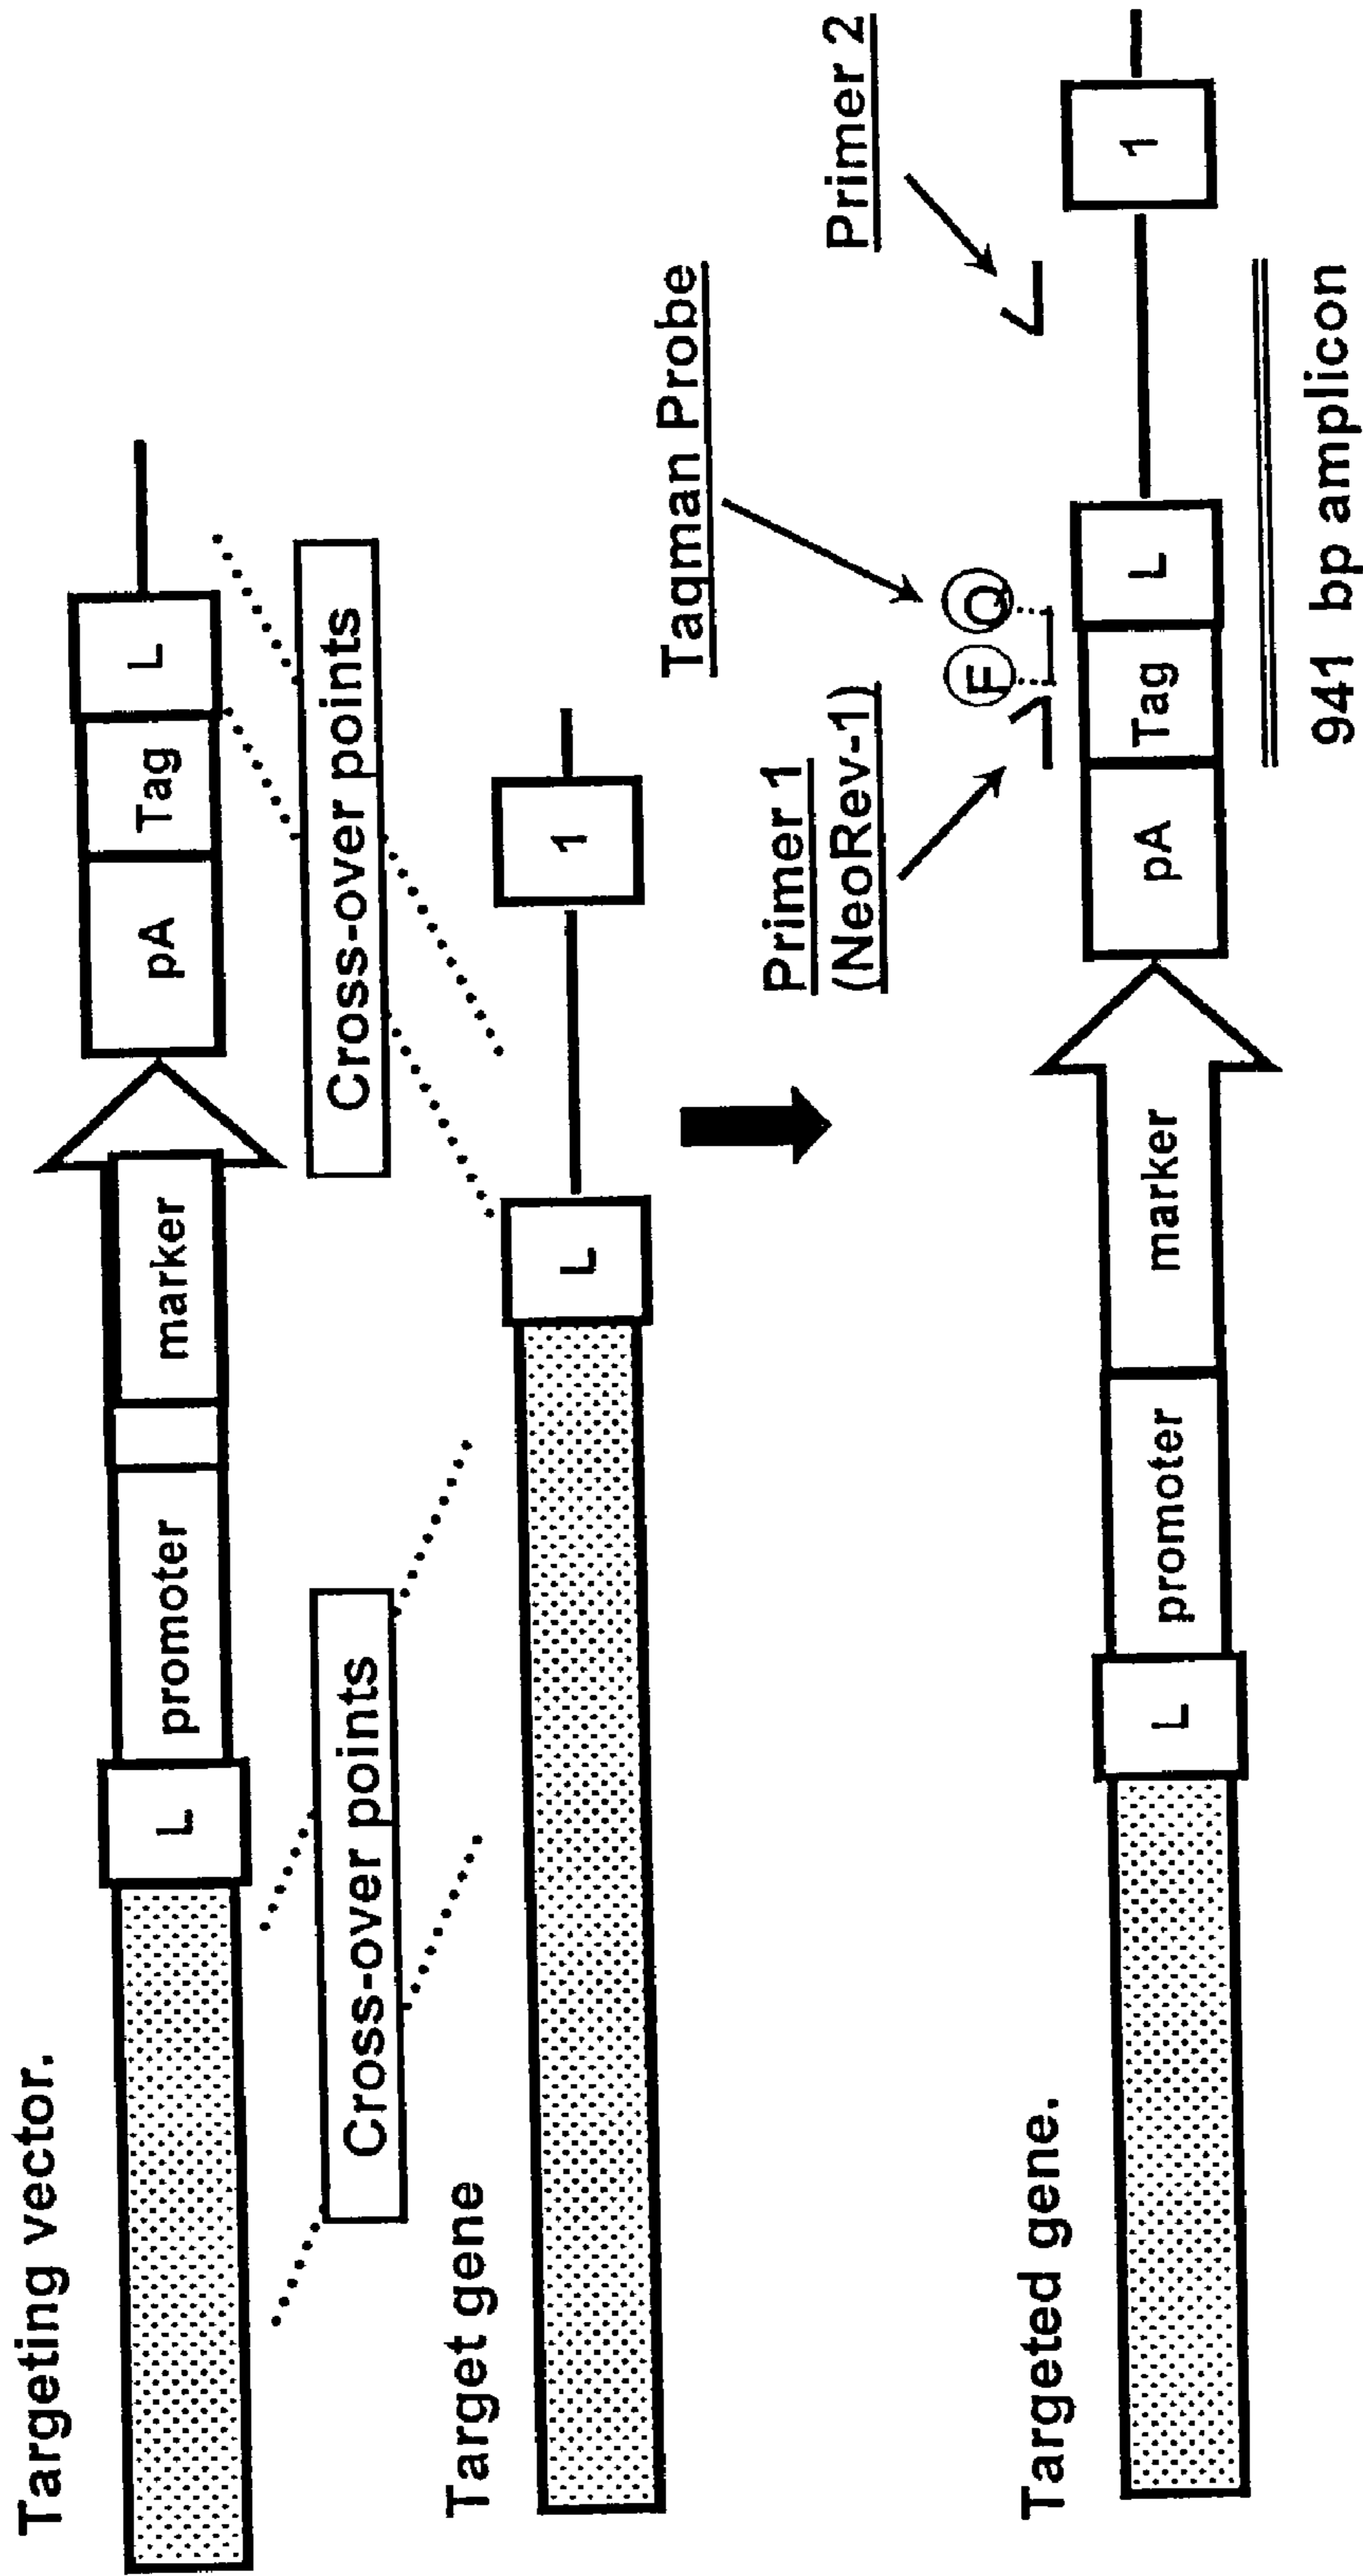 Targeting vector.
L
promoter
marker
pA
Tag
L
Cross-over points
Cross-over points
Target gene
L
1
Taqman Probe
Primer 1
(NeoRev-1)
Primer 2
F
Q
Targeted gene.
L
promoter
marker
pA
Tag
L
1
941 bp amplicon